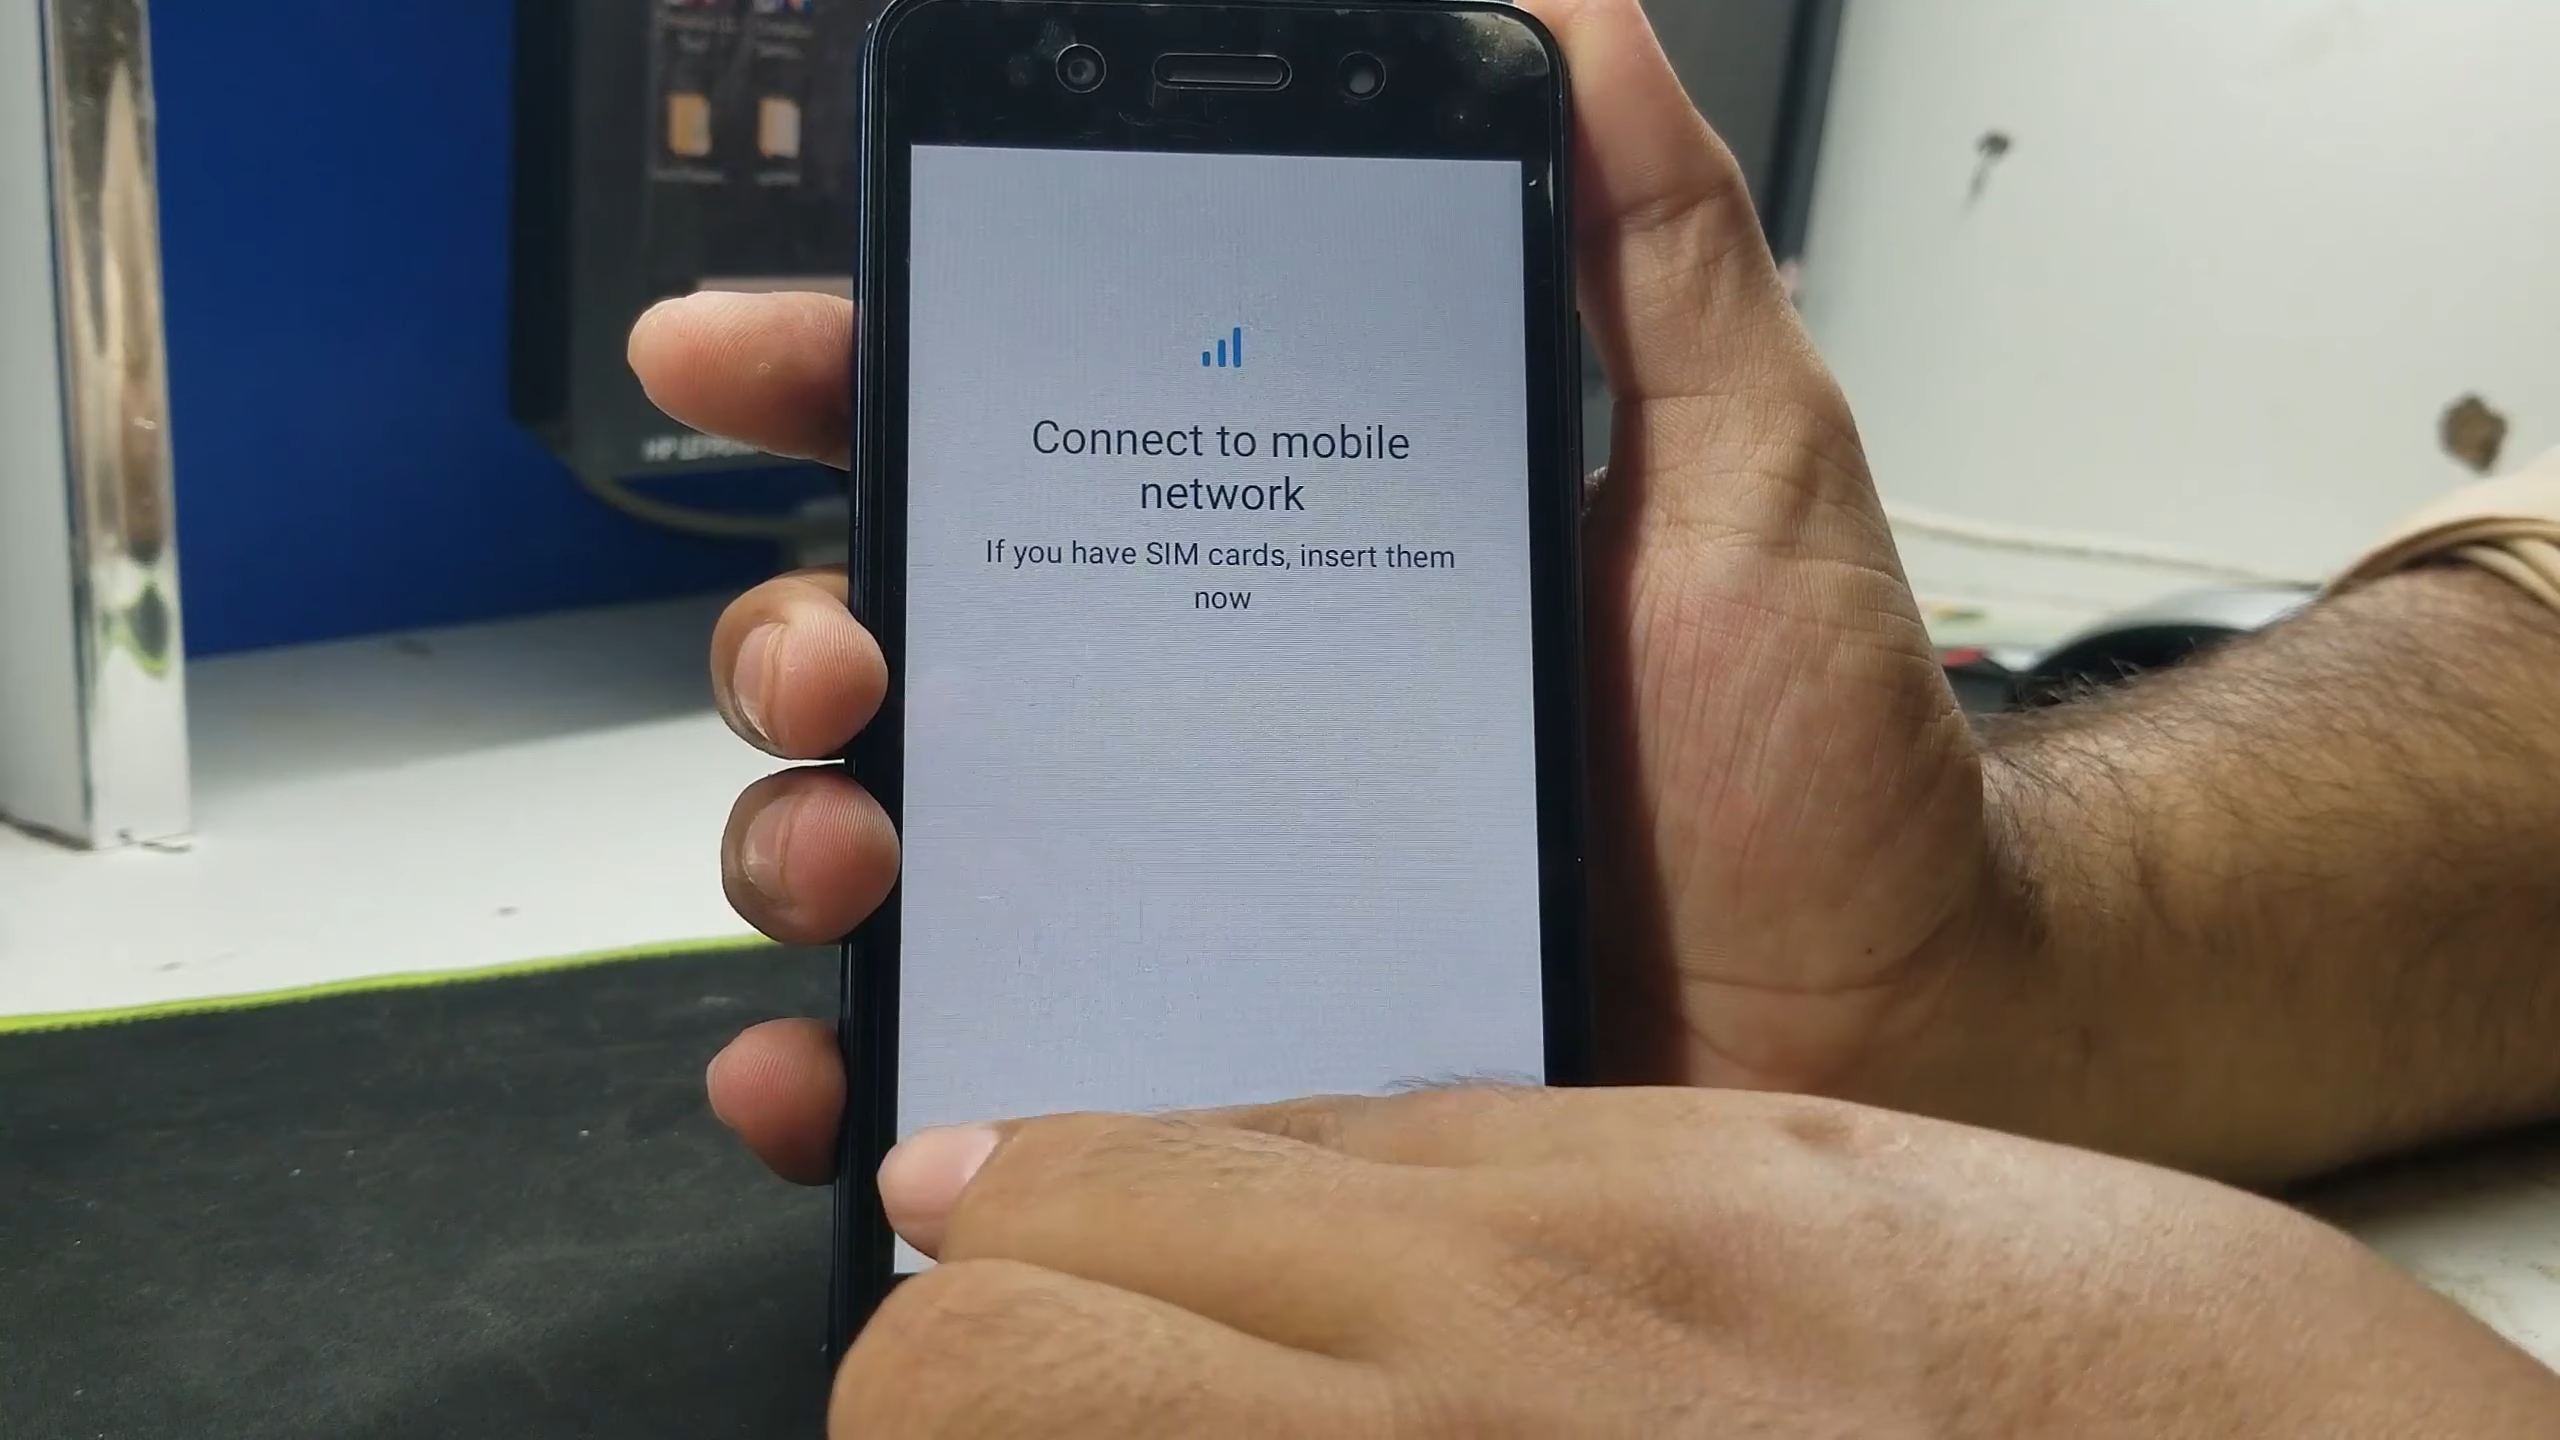 Connect to mobile
network
If you have SIM cards, insert them
now